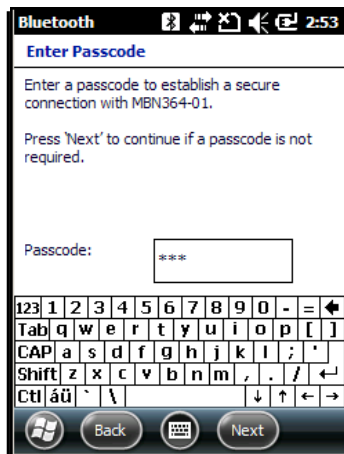 Bluetooth 2:53
Enter Passcode
Enter a passcode to establish a secure
connection with MBN364-01.
Press 'Next' to continue if a passcode is not
required.
Passcode: ***
123 1 2 3 4 5 6 7 8 9 0 - =
Tab q w e r t y u i o p [ ]
CAP a s d f g h j k l ; '
Shift z x c v b n m , . /
Ctl áü ` \
Back Next